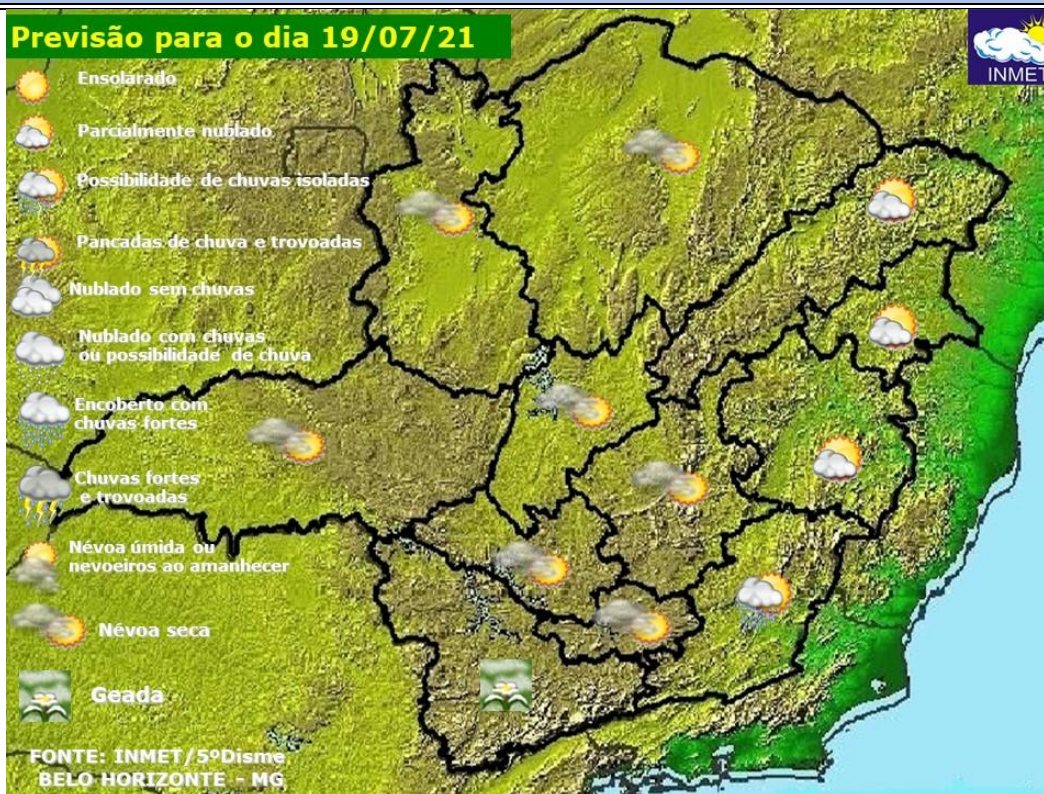 Previsão para o dia 19/07/21
INMET
Ensolarado
Parcialmente nublado
Possibilidade de chuvas isoladas
Pancadas de chuva e trovoadas
Nublado sem chuvas
Nublado com chuvas
ou possibilidade de chuva
Encoberto com
chuvas fortes
Chuvas fortes
e trovoadas
Névoa úmida ou
nevoeiros ao amanhecer
Névoa seca
Geada
FONTE: INMET/5ºDisme
BELO HORIZONTE - MG